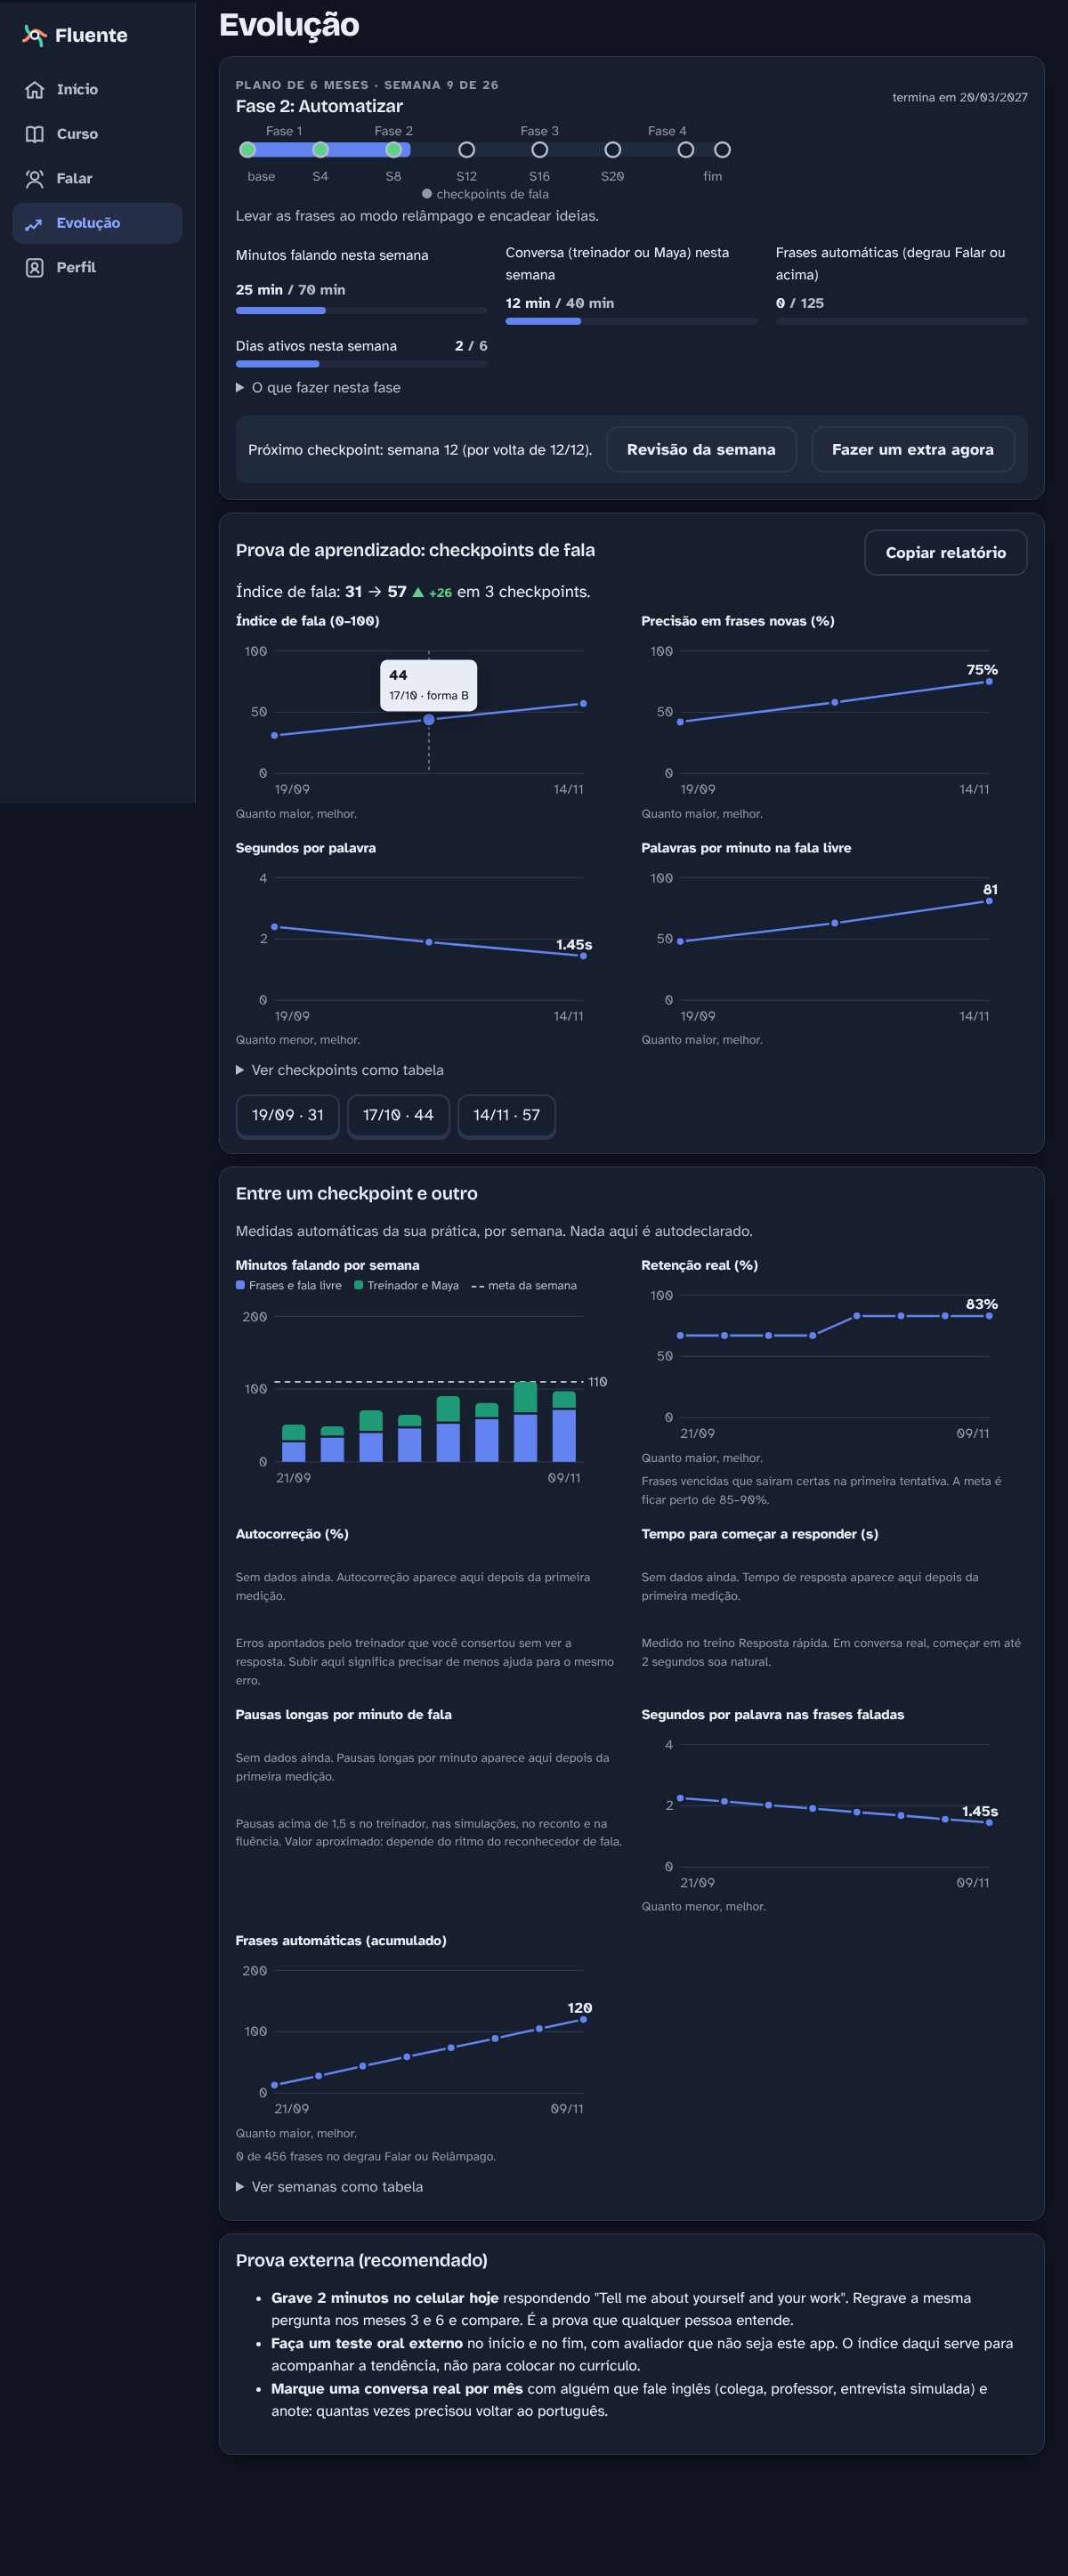 Fluente
Início
Curso
Falar
Evolução
Perfil
Evolução
PLANO DE 6 MESES · SEMANA 9 DE 26
Fase 2: Automatizar
termina em 20/03/2027
Fase 1 Fase 2 Fase 3 Fase 4
base S4 S8 S12 S16 S20 fim
checkpoints de fala
Levar as frases ao modo relâmpago e encadear ideias.
Minutos falando nesta semana
25 min / 70 min
Conversa (treinador ou Maya) nesta
semana
12 min / 40 min
Frases automáticas (degrau Falar ou
acima)
0 / 125
Dias ativos nesta semana 2 / 6
O que fazer nesta fase
Próximo checkpoint: semana 12 (por volta de 12/12).
Revisão da semana
Fazer um extra agora
Prova de aprendizado: checkpoints de fala
Copiar relatório
Índice de fala: 31 → 57 ▲ +26 em 3 checkpoints.
Índice de fala (0–100)
100
50
0
44
17/10 · forma B
19/09 14/11
Quanto maior, melhor.
Precisão em frases novas (%)
100
50
0
75%
19/09 14/11
Quanto maior, melhor.
Segundos por palavra
4
2
0
1.45s
19/09 14/11
Quanto menor, melhor.
Palavras por minuto na fala livre
100
50
0
81
19/09 14/11
Quanto maior, melhor.
Ver checkpoints como tabela
19/09 · 31
17/10 · 44
14/11 · 57
Entre um checkpoint e outro
Medidas automáticas da sua prática, por semana. Nada aqui é autodeclarado.
Minutos falando por semana
Frases e fala livre Treinador e Maya meta da semana
200
100
0
110
21/09 09/11
Retenção real (%)
100
50
0
83%
21/09 09/11
Quanto maior, melhor.
Frases vencidas que saíram certas na primeira tentativa. A meta é
ficar perto de 85–90%.
Autocorreção (%)
Sem dados ainda. Autocorreção aparece aqui depois da primeira
medição.
Erros apontados pelo treinador que você consertou sem ver a
resposta. Subir aqui significa precisar de menos ajuda para o mesmo
erro.
Tempo para começar a responder (s)
Sem dados ainda. Tempo de resposta aparece aqui depois da
primeira medição.
Medido no treino Resposta rápida. Em conversa real, começar em até
2 segundos soa natural.
Pausas longas por minuto de fala
Sem dados ainda. Pausas longas por minuto aparece aqui depois da
primeira medição.
Pausas acima de 1,5 s no treinador, nas simulações, no reconto e na
fluência. Valor aproximado: depende do ritmo do reconhecedor de fala.
Segundos por palavra nas frases faladas
4
2
0
1.45s
21/09 09/11
Quanto menor, melhor.
Frases automáticas (acumulado)
200
100
0
120
21/09 09/11
Quanto maior, melhor.
0 de 456 frases no degrau Falar ou Relâmpago.
Ver semanas como tabela
Prova externa (recomendado)
• Grave 2 minutos no celular hoje respondendo "Tell me about yourself and your work". Regrave a mesma
pergunta nos meses 3 e 6 e compare. É a prova que qualquer pessoa entende.
• Faça um teste oral externo no início e no fim, com avaliador que não seja este app. O índice daqui serve para
acompanhar a tendência, não para colocar no currículo.
• Marque uma conversa real por mês com alguém que fale inglês (colega, professor, entrevista simulada) e
anote: quantas vezes precisou voltar ao português.